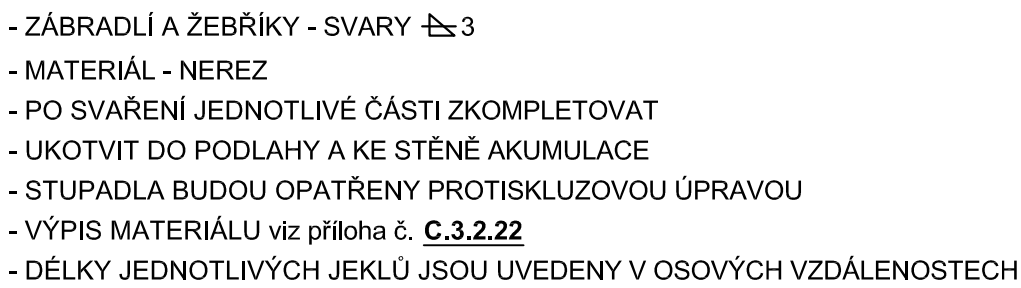 - ZÁBRADLÍ A ŽEBŘÍKY - SVARY 3
- MATERIÁL - NEREZ
- PO SVAŘENÍ JEDNOTLIVÉ ČÁSTI ZKOMPLETOVAT
- UKOTVIT DO PODLAHY A KE STĚNĚ AKUMULACE
- STUPADLA BUDOU OPATŘENY PROTISKLUZOVOU ÚPRAVOU
- VÝPIS MATERIÁLU viz příloha č. C.3.2.22
- DÉLKY JEDNOTLIVÝCH JEKLŮ JSOU UVEDENY V OSOVÝCH VZDÁLENOSTECH